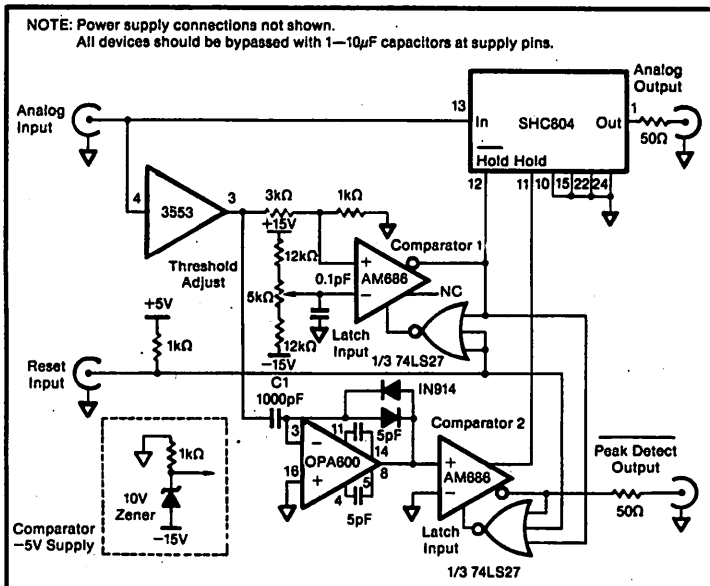 NOTE: Power supply connections not shown.
All devices should be bypassed with 1—10µF capacitors at supply pins.
Analog
Input
Analog
Output
13
In
SHC604
Out
1
50Ω
Hold Hold
12
11
10
15
22
24
4
3553
3
3kΩ
1kΩ
+15V
12kΩ
Threshold
Adjust
5kΩ
0.1pF
12kΩ
-15V
Comparator 1
+
AM686
-
NC
Latch
Input
1/3 74LS27
+5V
1kΩ
Reset
Input
C1
1000pF
IN914
3
-
11
5pF
14
OPA600
8
16
+
4
5
5pF
Comparator 2
+
AM686
-
Peak Detect
Output
50Ω
Latch
Input
1/3 74LS27
1kΩ
10V
Zener
-15V
Comparator
-5V Supply